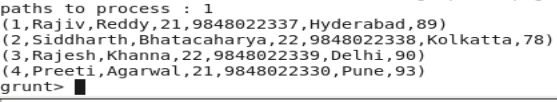 paths to process : 1
(1,Rajiv,Reddy,21,9848022337,Hyderabad,89)
(2,Siddharth,Bhatacaharya,22,9848022338,Kolkatta,78)
(3,Rajesh,Khanna,22,9848022339,Delhi,90)
(4,Preeti,Agarwal,21,9848022330,Pune,93)
grunt>